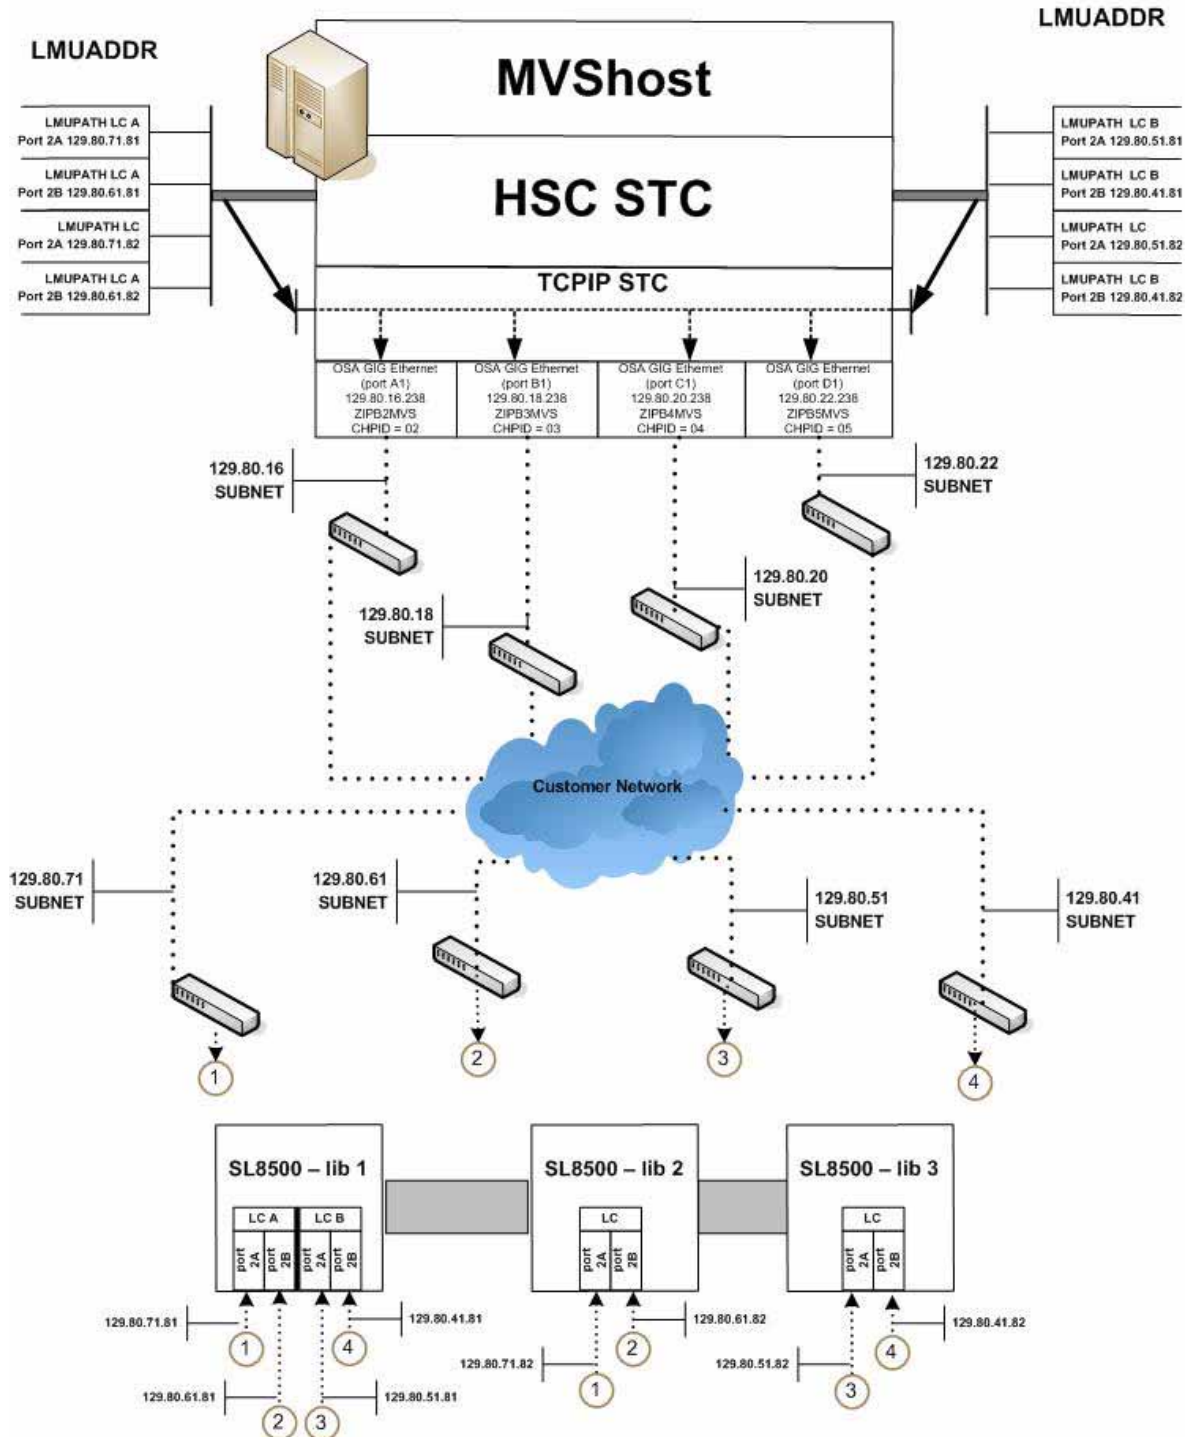 LMUADDR
LMUADDR
MVShost
HSC STC
TCPIP STC
LMUPATH LC A
Port 2A 129.80.71.81
LMUPATH LC A
Port 2B 129.80.61.81
LMUPATH LC
Port 2A 129.80.71.82
LMUPATH LC A
Port 2B 129.80.61.82
LMUPATH LC B
Port 2A 129.80.51.81
LMUPATH LC B
Port 2B 129.80.41.81
LMUPATH LC
Port 2A 129.80.51.82
LMUPATH LC B
Port 2B 129.80.41.82
OSA GIG Ethernet
(port A1)
129.80.16.238
ZIPB2MVS
CHPID = 02
OSA GIG Ethernet
(port B1)
129.80.18.238
ZIPB3MVS
CHPID = 03
OSA GIG Ethernet
(port C1)
129.80.20.238
ZIPB4MVS
CHPID = 04
OSA GIG Ethernet
(port D1)
129.80.22.238
ZIPB5MVS
CHPID = 05
129.80.16
SUBNET
129.80.22
SUBNET
129.80.18
SUBNET
129.80.20
SUBNET
Customer Network
129.80.71
SUBNET
129.80.61
SUBNET
129.80.51
SUBNET
129.80.41
SUBNET
1
2
3
4
SL8500 – lib 1
LC A
LC B
port 2A
port 2B
port 2A
port 2B
SL8500 – lib 2
LC
port 2A
port 2B
SL8500 – lib 3
LC
port 2A
port 2B
129.80.71.81
1
129.80.41.81
4
129.80.61.81
2
3
129.80.51.81
129.80.71.82
1
2
129.80.61.82
129.80.51.82
3
4
129.80.41.82